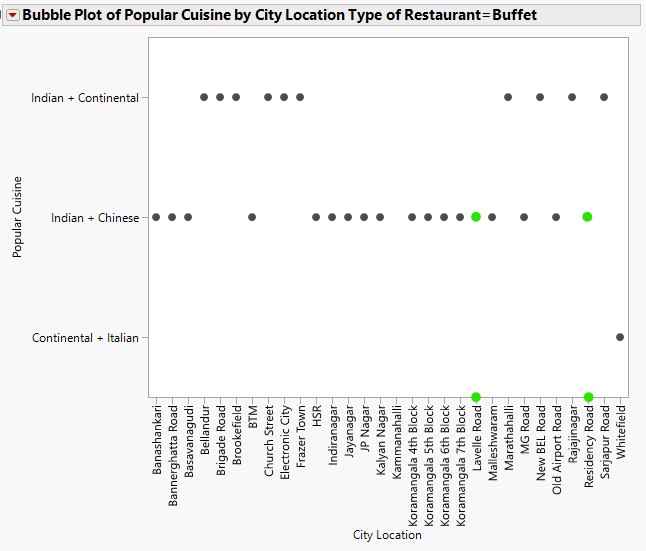 Bubble Plot of Popular Cuisine by City Location Type of Restaurant=Buffet
Indian + Continental
Indian + Chinese
Continental + Italian
Popular Cuisine
Banashankari
Bannerghatta Road
Basavanagudi
Bellandur
Brigade Road
Brookefield
BTM
Church Street
Electronic City
Frazer Town
HSR
Indiranagar
Jayanagar
JP Nagar
Kalyan Nagar
Kammanahalli
Koramangala 4th Block
Koramangala 5th Block
Koramangala 6th Block
Koramangala 7th Block
Lavelle Road
Malleshwaram
Marathahalli
MG Road
New BEL Road
Old Airport Road
Rajajinagar
Residency Road
Sarjapur Road
Whitefield
City Location